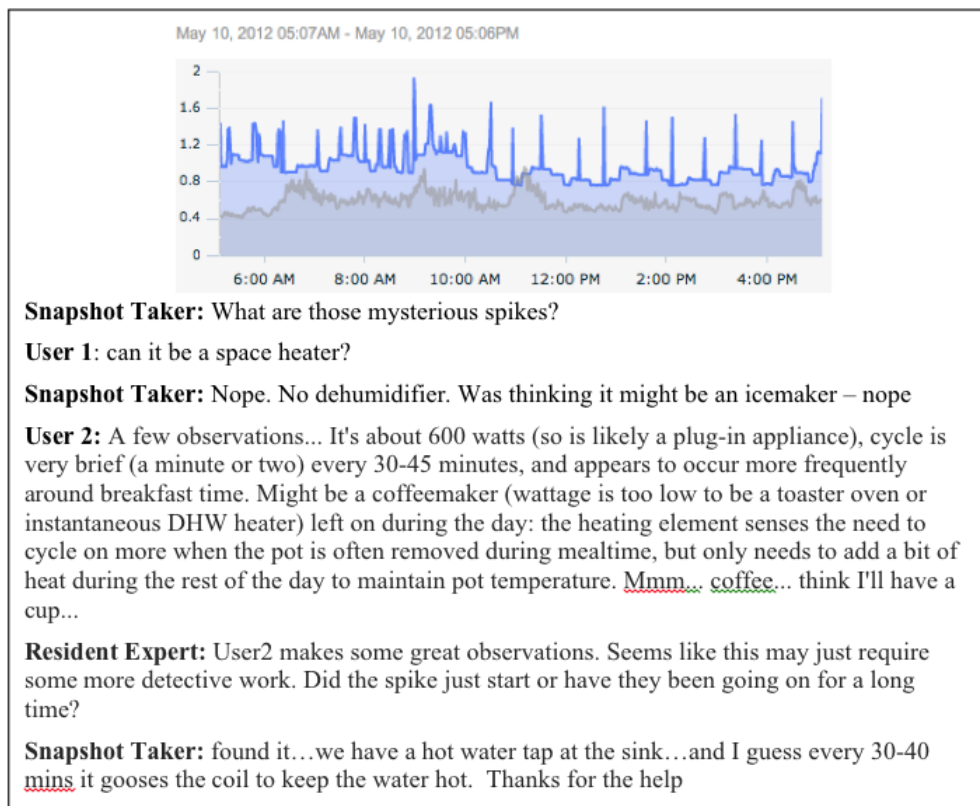 May 10, 2012 05:07AM - May 10, 2012 05:06PM
2
1.6
1.2
0.8
0.4
0
6:00 AM 8:00 AM 10:00 AM 12:00 PM 2:00 PM 4:00 PM
Snapshot Taker: What are those mysterious spikes?
User 1: can it be a space heater?
Snapshot Taker: Nope. No dehumidifier. Was thinking it might be an icemaker – nope
User 2: A few observations... It's about 600 watts (so is likely a plug-in appliance), cycle is
very brief (a minute or two) every 30-45 minutes, and appears to occur more frequently
around breakfast time. Might be a coffeemaker (wattage is too low to be a toaster oven or
instantaneous DHW heater) left on during the day: the heating element senses the need to
cycle on more when the pot is often removed during mealtime, but only needs to add a bit of
heat during the rest of the day to maintain pot temperature. Mmm... coffee... think I'll have a
cup...
Resident Expert: User2 makes some great observations. Seems like this may just require
some more detective work. Did the spike just start or have they been going on for a long
time?
Snapshot Taker: found it…we have a hot water tap at the sink…and I guess every 30-40
mins it gooses the coil to keep the water hot.  Thanks for the help